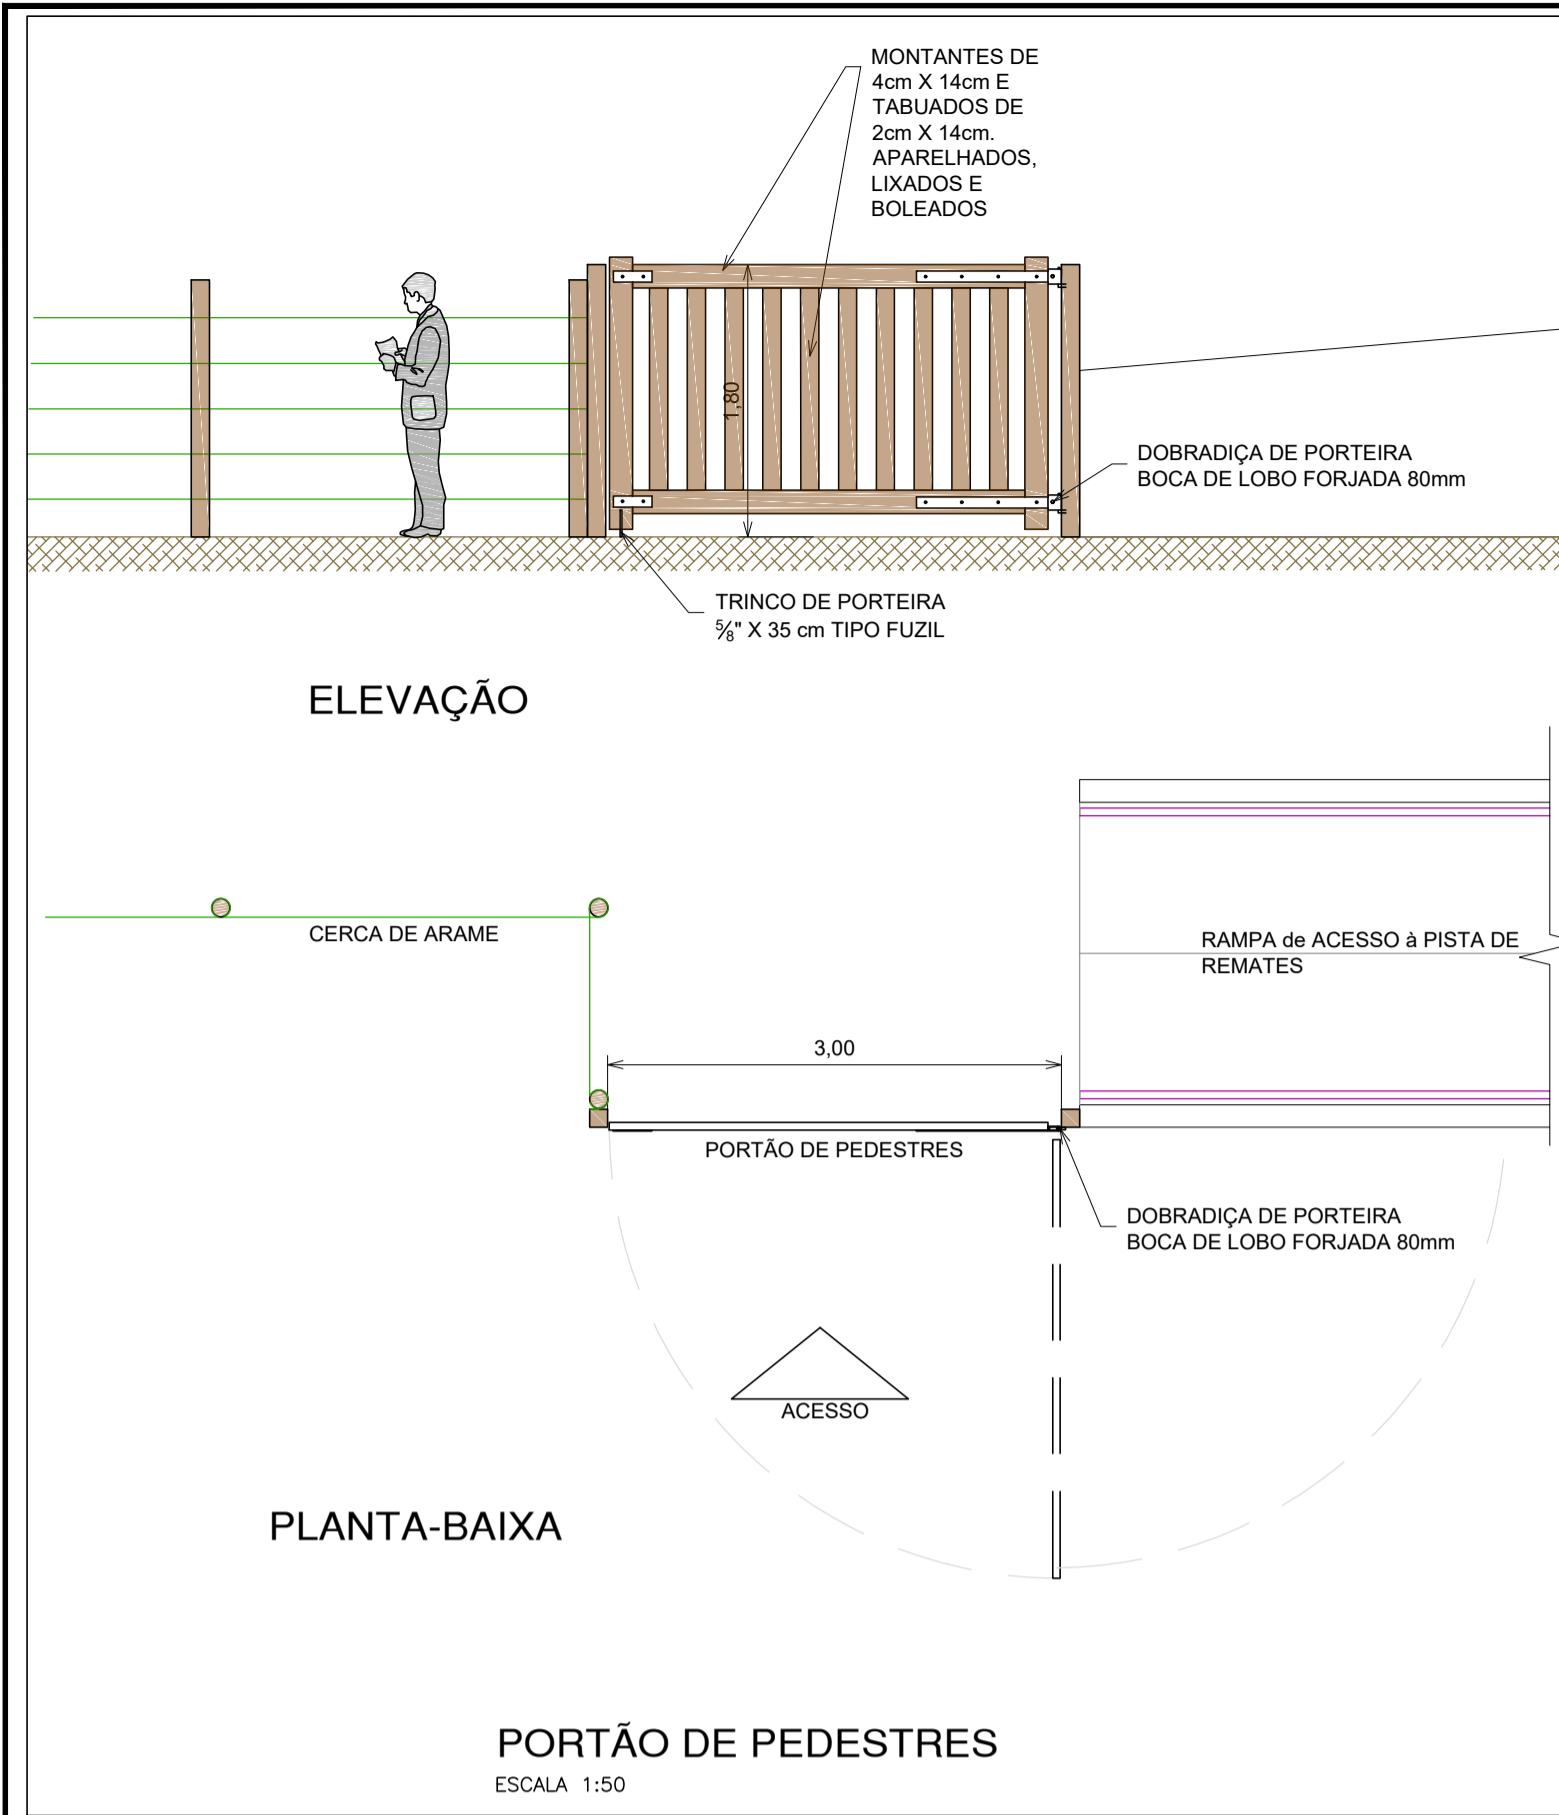 MONTANTES DE
4cm X 14cm E
TABUADOS DE
2cm X 14cm.
APARELHADOS,
LIXADOS E
BOLEADOS
1,80
DOBRADIÇA DE PORTEIRA
BOCA DE LOBO FORJADA 80mm
TRINCO DE PORTEIRA
⅝" X 35 cm TIPO FUZIL
ELEVAÇÃO
CERCA DE ARAME
RAMPA de ACESSO à PISTA DE
REMATES
3,00
PORTÃO DE PEDESTRES
DOBRADIÇA DE PORTEIRA
BOCA DE LOBO FORJADA 80mm
ACESSO
PLANTA-BAIXA
PORTÃO DE PEDESTRES
ESCALA 1:50